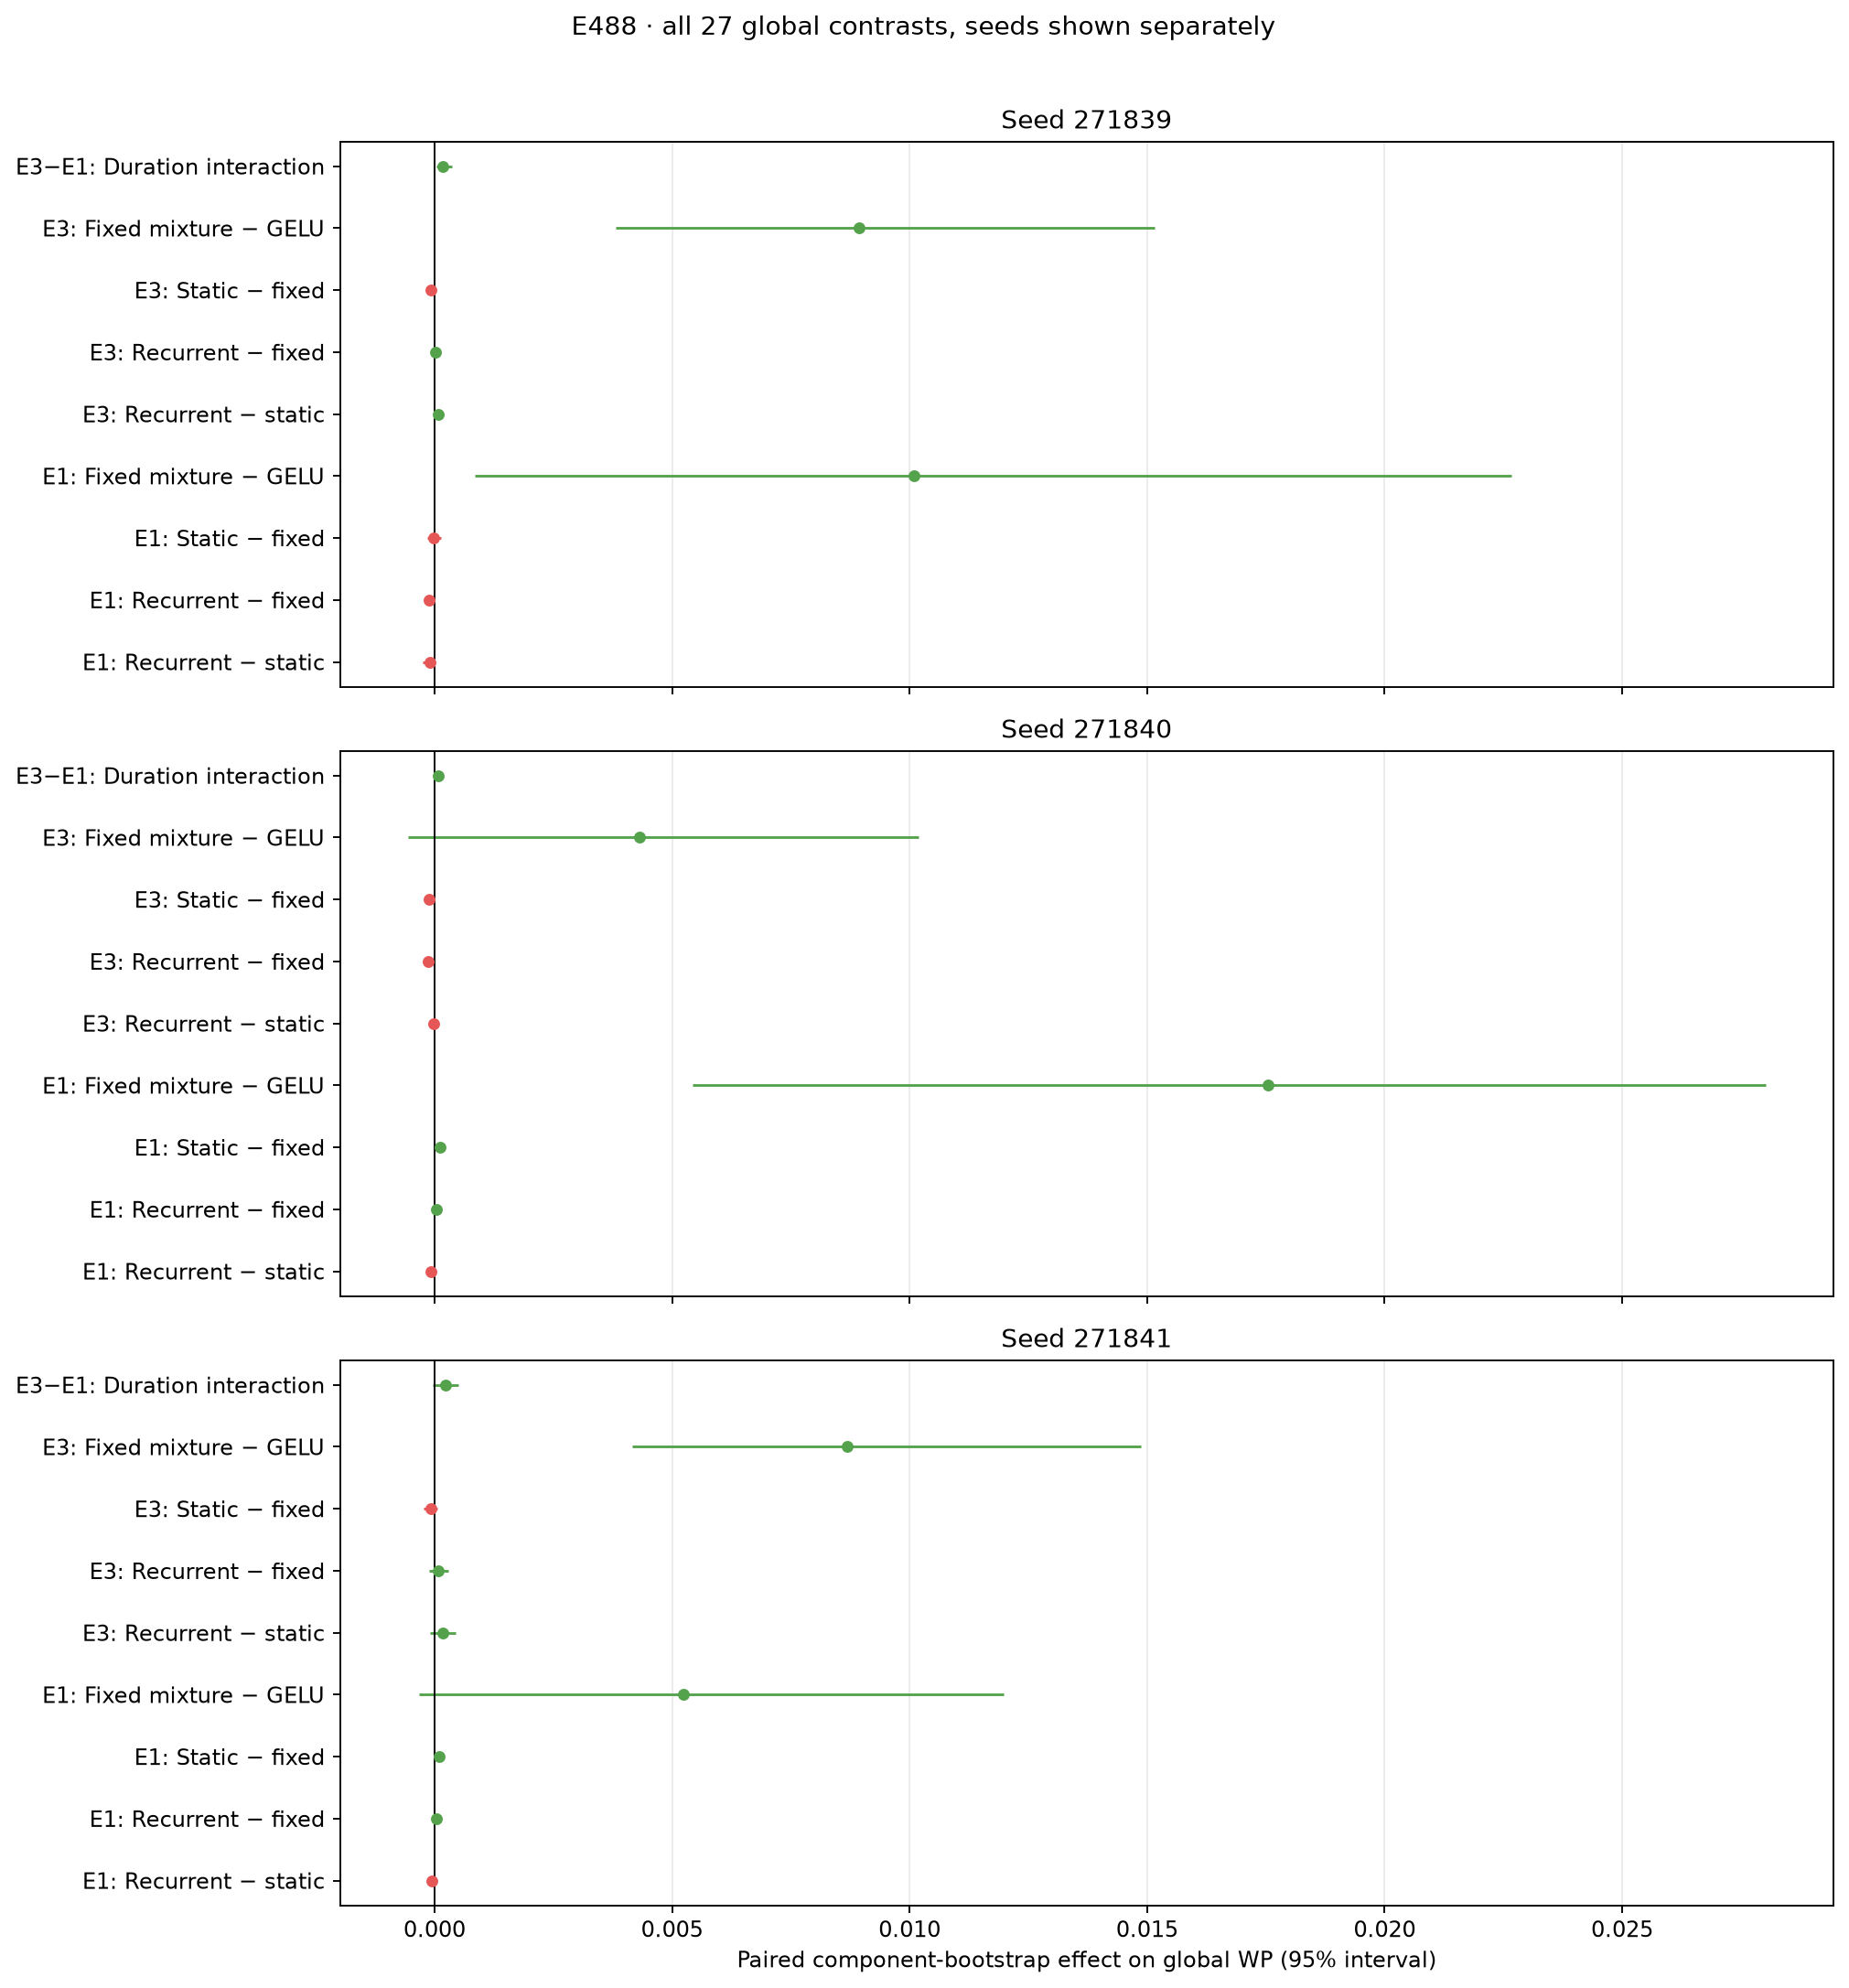 E488 · all 27 global contrasts, seeds shown separately
Seed 271839
E3−E1: Duration interaction
E3: Fixed mixture − GELU
E3: Static − fixed
E3: Recurrent − fixed
E3: Recurrent − static
E1: Fixed mixture − GELU
E1: Static − fixed
E1: Recurrent − fixed
E1: Recurrent − static
Seed 271840
E3−E1: Duration interaction
E3: Fixed mixture − GELU
E3: Static − fixed
E3: Recurrent − fixed
E3: Recurrent − static
E1: Fixed mixture − GELU
E1: Static − fixed
E1: Recurrent − fixed
E1: Recurrent − static
Seed 271841
E3−E1: Duration interaction
E3: Fixed mixture − GELU
E3: Static − fixed
E3: Recurrent − fixed
E3: Recurrent − static
E1: Fixed mixture − GELU
E1: Static − fixed
E1: Recurrent − fixed
E1: Recurrent − static
0.000 0.005 0.010 0.015 0.020 0.025
Paired component-bootstrap effect on global WP (95% interval)